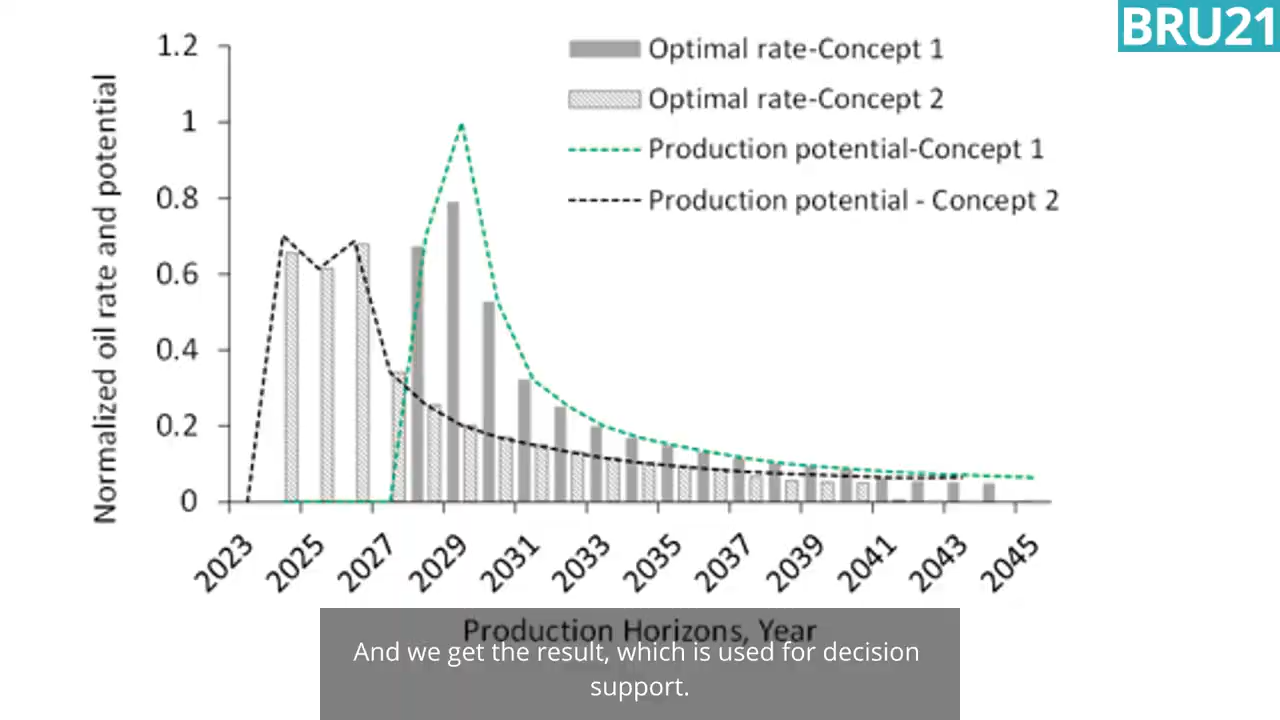 BRU21
Optimal rate-Concept 1
Optimal rate-Concept 2
Production potential-Concept 1
Production potential - Concept 2
Normalized oil rate and potential
1.2
1
0.8
0.6
0.4
0.2
0
2023
2025
2027
2029
2031
2033
2035
2037
2039
2041
2043
2045
Production Horizons, Year
And we get the result, which is used for decision
support.